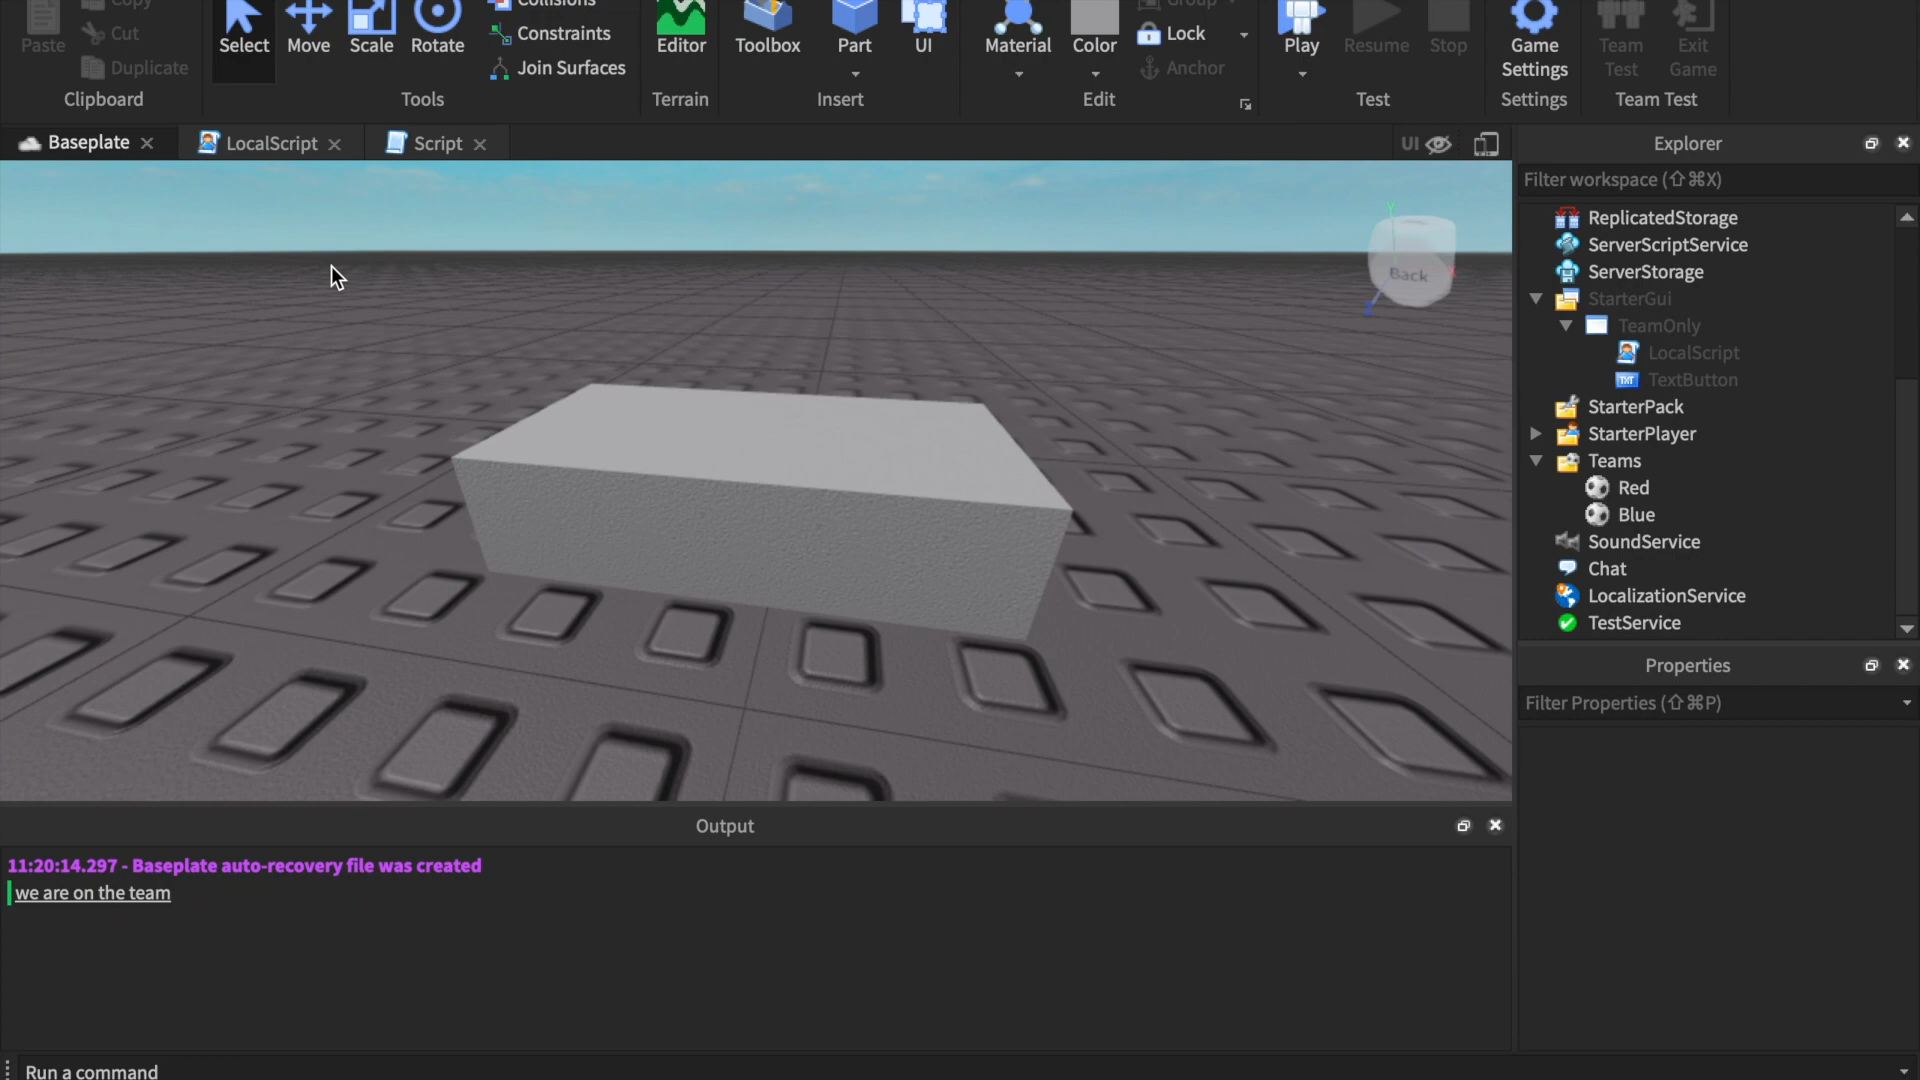 Paste
Copy
Cut
Duplicate
Clipboard
Select
Move
Scale
Rotate
Collisions
Constraints
Join Surfaces
Tools
Editor
Terrain
Toolbox
Part
UI
Insert
Material
Color
Group
Lock
Anchor
Edit
Play
Resume
Stop
Test
Game
Settings
Settings
Team
Test
Exit
Game
Team Test
Baseplate
LocalScript
Script
UI
Explorer
Filter workspace (⇧⌘X)
ReplicatedStorage
ServerScriptService
ServerStorage
StarterGui
TeamOnly
LocalScript
TXT TextButton
StarterPack
StarterPlayer
Teams
Red
Blue
SoundService
Chat
LocalizationService
TestService
Y
Back
X
Z
Properties
Filter Properties (⇧⌘P)
Output
11:20:14.297 - Baseplate auto-recovery file was created
we are on the team
Run a command